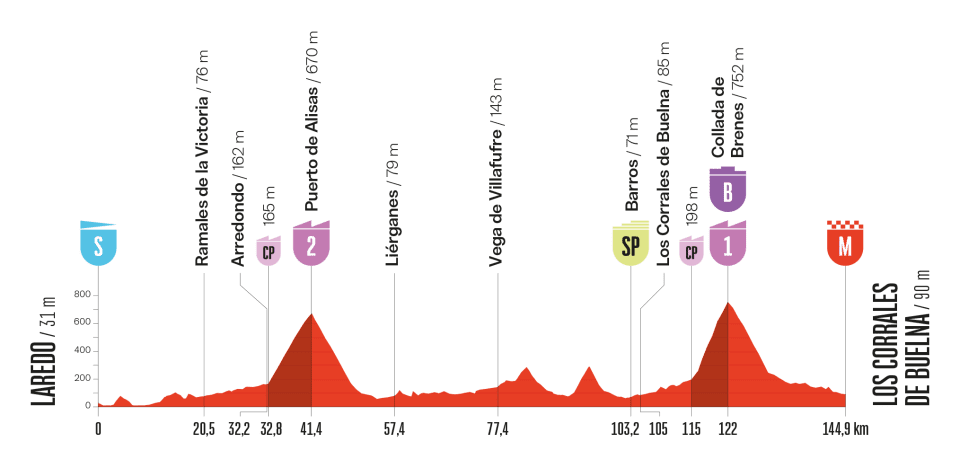 Ramales de la Victoria / 76 m
Arredondo / 162 m
165 m
Puerto de Alisas / 670 m
Liérganes / 79 m
Vega de Villafufre / 143 m
Barros / 71 m
Los Corrales de Buelna / 85 m
198 m
Collada de
Brenes / 752 m
S
CP
2
SP
CP
B
1
M
LAREDO / 31 m
800
600
400
200
0
LOS CORRALES
DE BUELNA / 90 m
0
20,5
32,2
32,8
41,4
57,4
77,4
103,2
105
115
122
144,9 km